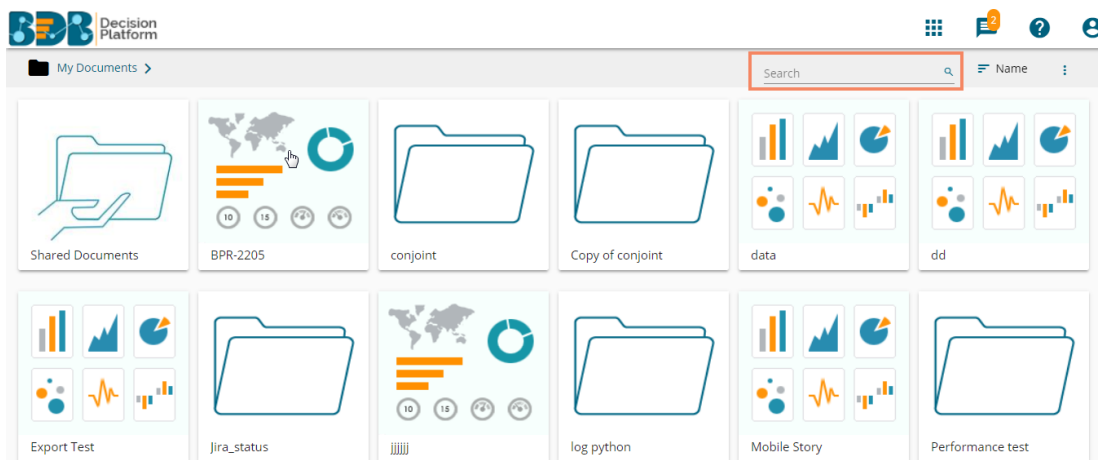 BDB Decision Platform
2
?
My Documents >
Search
Name
10 15
Shared Documents
BPR-2205
conjoint
Copy of conjoint
data
dd
10 15
Export Test
Jira_status
jjjjjj
log python
Mobile Story
Performance test